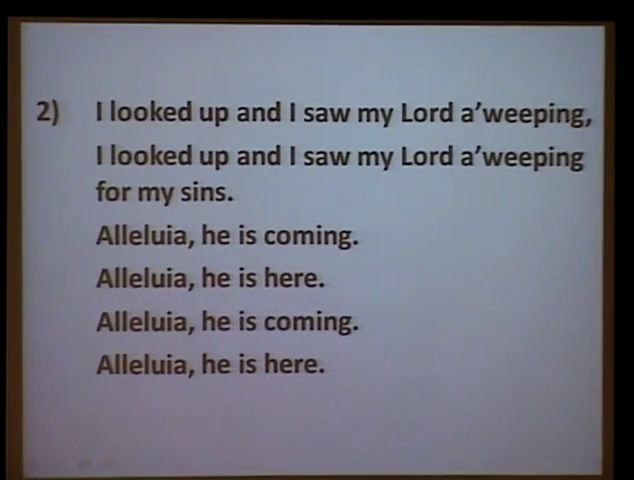 2) I looked up and I saw my Lord a'weeping,
I looked up and I saw my Lord a'weeping
for my sins.
Alleluia, he is coming.
Alleluia, he is here.
Alleluia, he is coming.
Alleluia, he is here.